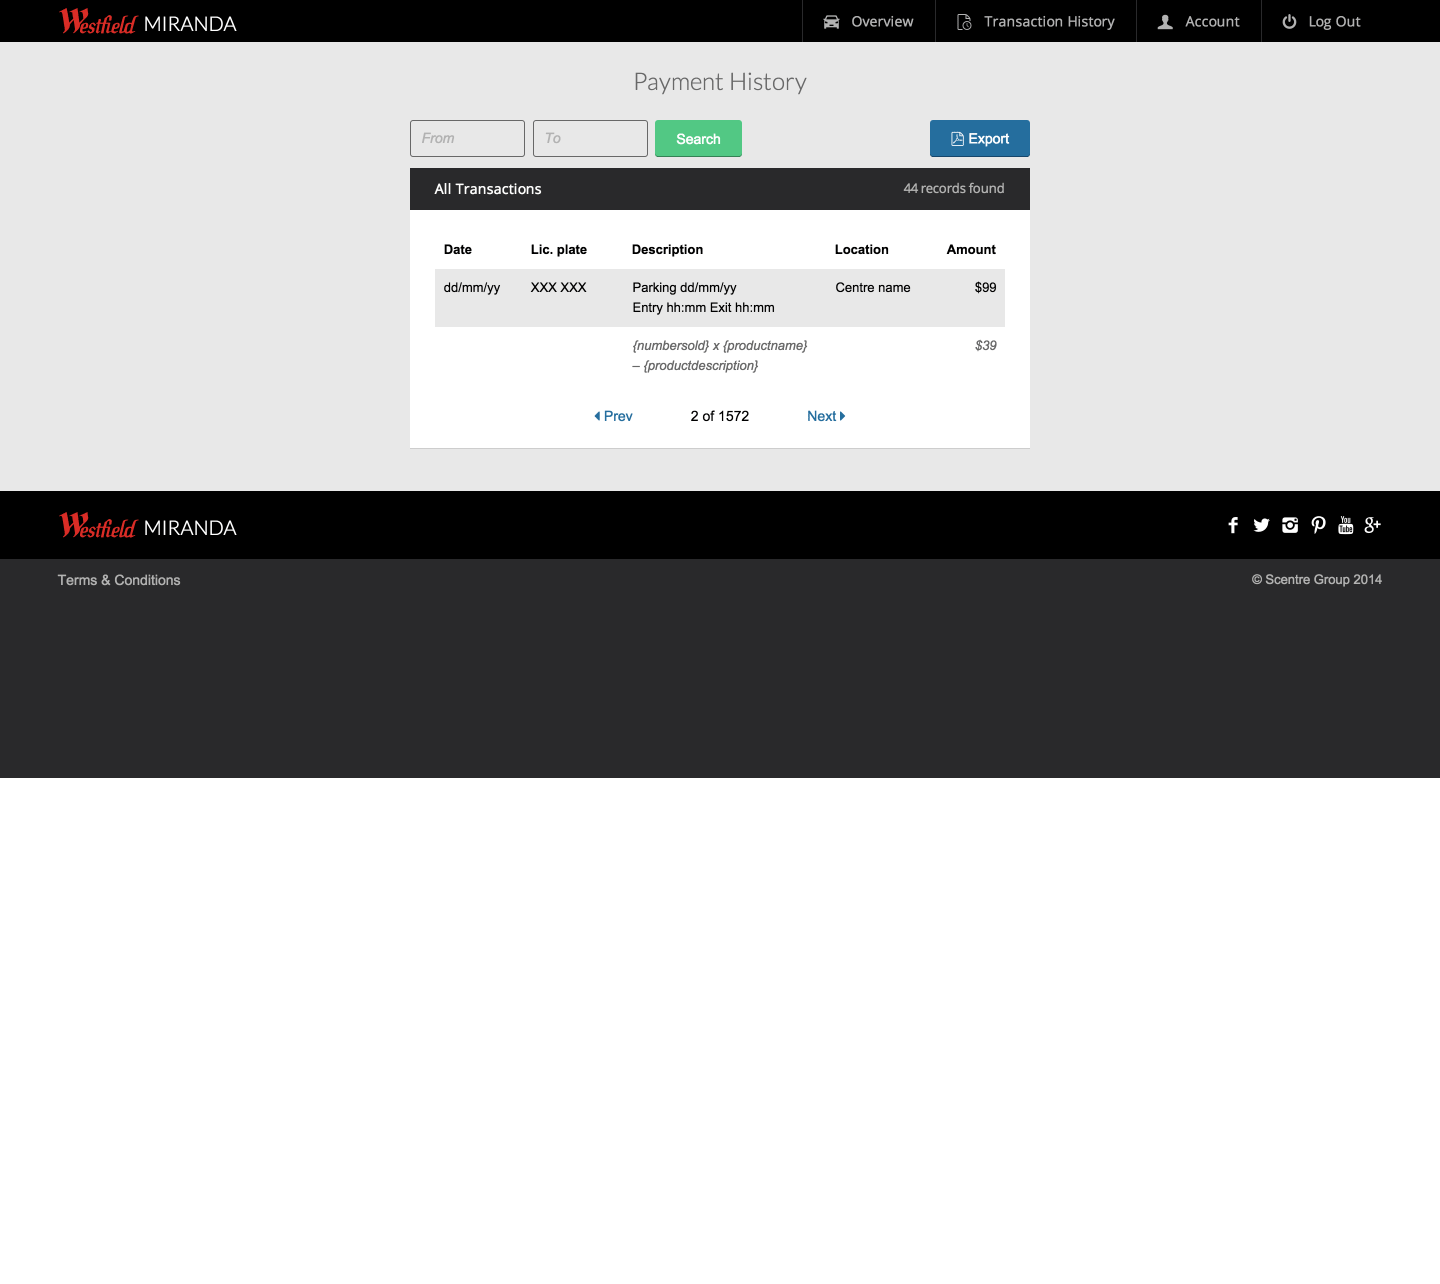 Westfield MIRANDA
Overview
Transaction History
Account
Log Out
Payment History
From
To
Search
Export
All Transactions
44 records found
Date Lic. plate Description Location Amount
dd/mm/yy XXX XXX Parking dd/mm/yy Centre name $99
Entry hh:mm Exit hh:mm
{numbersold} x {productname} $39
– {productdescription}
Prev
2 of 1572
Next
Westfield MIRANDA
You Tube
Terms & Conditions
© Scentre Group 2014